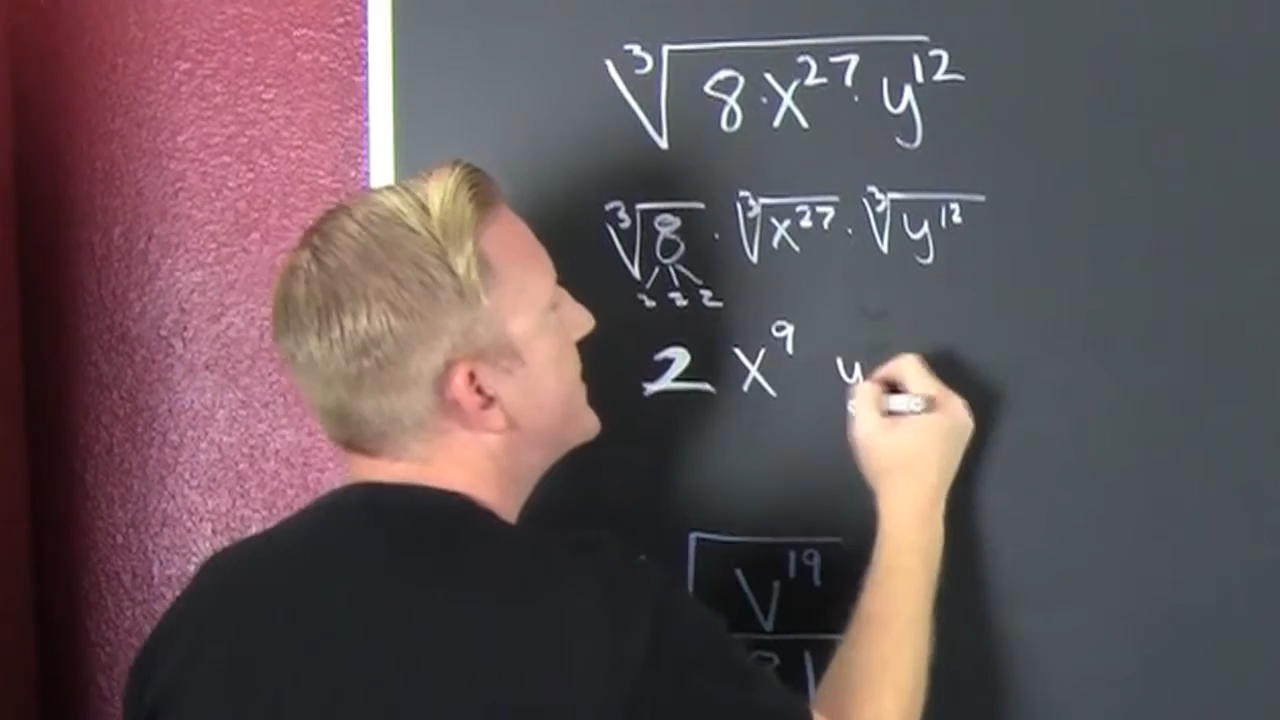 ∛8·x²⁷·y¹²
∛8 · ∛x²⁷ · ∛y¹²
2 2 2
2 x⁹ y
√v¹⁹